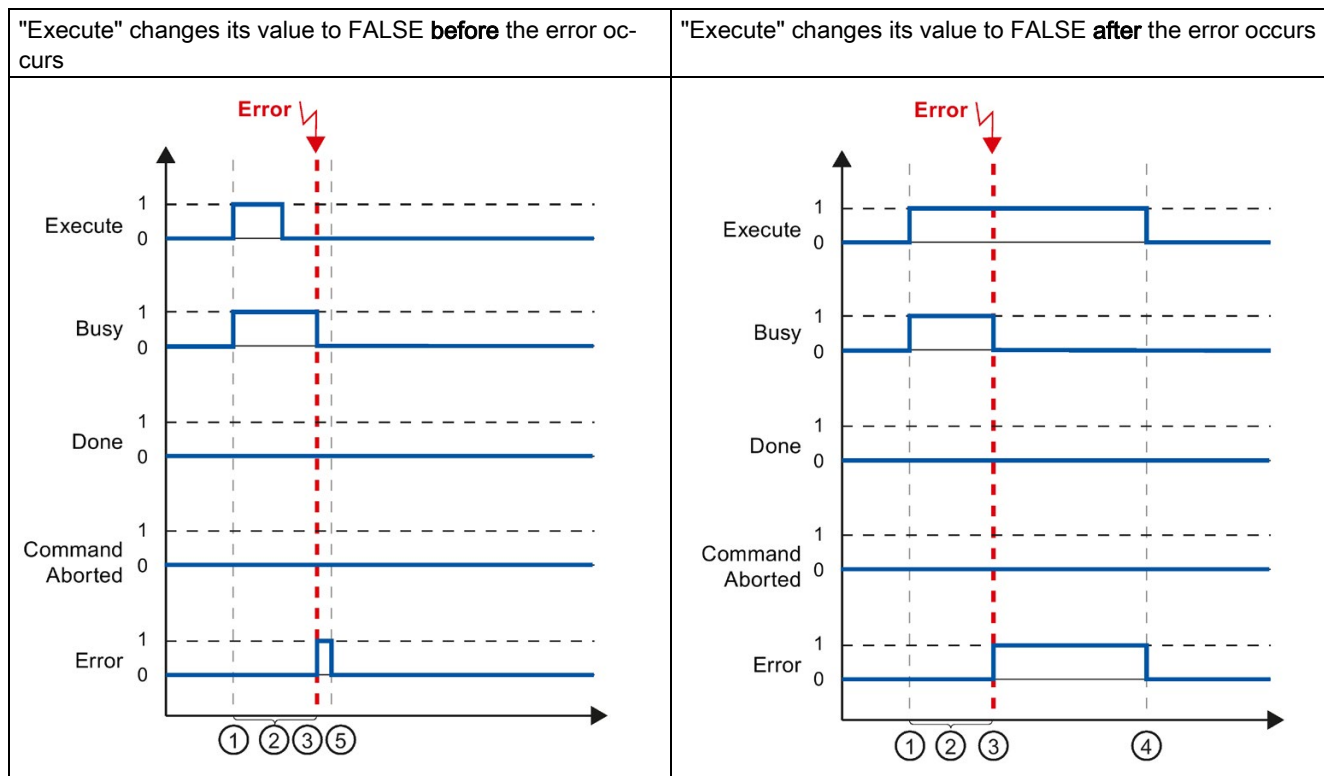 "Execute" changes its value to FALSE before the error oc-
curs
"Execute" changes its value to FALSE after the error occurs
Error
1
Execute
0
1
Busy
0
1
Done
0
1
Command
Aborted
0
1
Error
0
① ② ③ ⑤
Error
1
Execute
0
1
Busy
0
1
Done
0
1
Command
Aborted
0
1
Error
0
① ② ③ ④